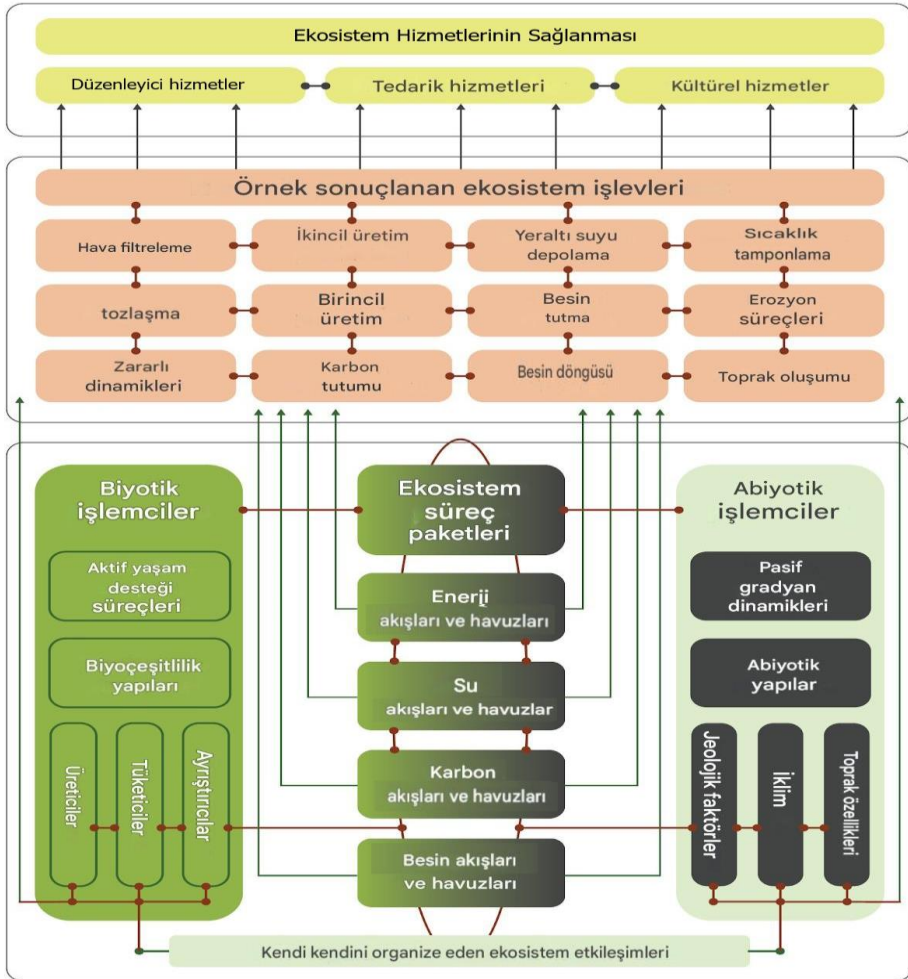 Ekosistem Hizmetlerinin Sağlanması
Düzenleyici hizmetler
Tedarik hizmetleri
Kültürel hizmetler
Örnek sonuçlanan ekosistem işlevleri
Hava filtreleme
İkincil üretim
Yeraltı suyu
depolama
Sıcaklık
tamponlama
tozlaşma
Birincil
üretim
Besin
tutma
Erozyon
süreçleri
Zararlı
dinamikleri
Karbon
tutumu
Besin döngüsü
Toprak oluşumu
Biyotik
işlemciler
Aktif yaşam
desteği
süreçleri
Biyoçeşitlilik
yapıları
Üreticiler
Tüketiciler
Ayrıştırıcılar
Ekosistem
süreç
paketleri
Enerji
akışları ve havuzları
Su
akışları ve havuzlar
Karbon
akışları ve havuzları
Besin akışları
ve havuzları
Abiyotik
işlemciler
Pasif
gradyan
dinamikleri
Abiyotik
yapılar
Jeolojik faktörler
İklim
Toprak özellikleri
Kendi kendini organize eden ekosistem etkileşimleri